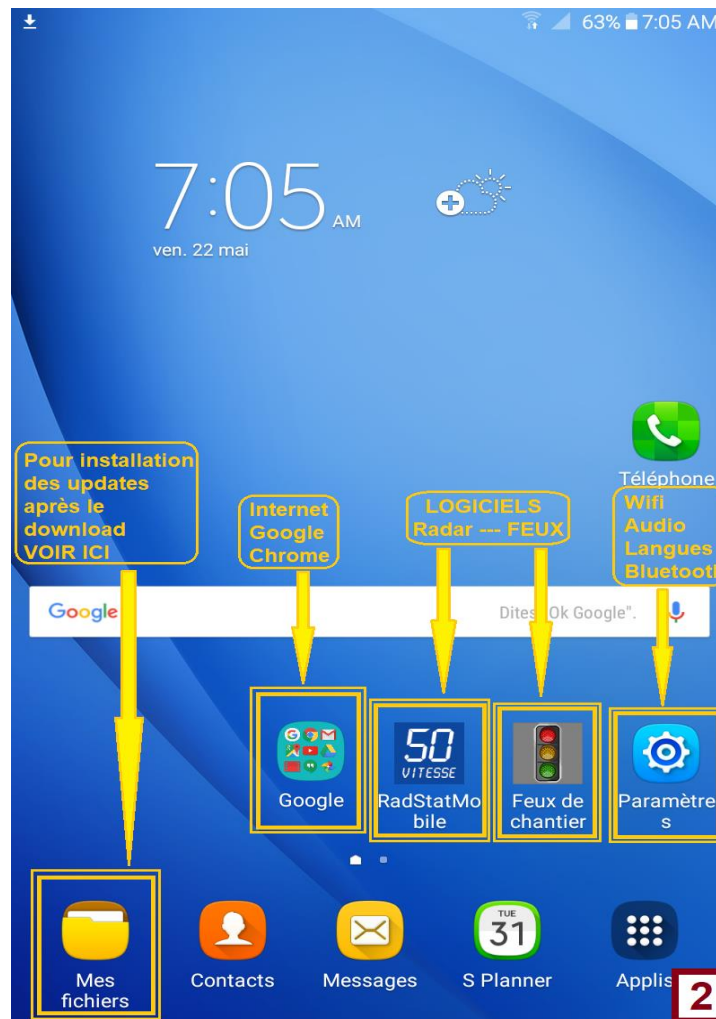 63% 7:05 AM
7:05 AM
ven. 22 mai
Téléphone
Pour installation
des updates
après le
download
VOIR ICI
Internet
Google
Chrome
LOGICIELS
Radar --- FEUX
Wifi
Audio
Langues
Bluetooth
Google
Dites "Ok Google".
Google
50
VITESSE
RadStatMo
bile
Feux de
chantier
Paramètre
s
Mes
fichiers
Contacts
Messages
TUE
31
S Planner
Applis
2